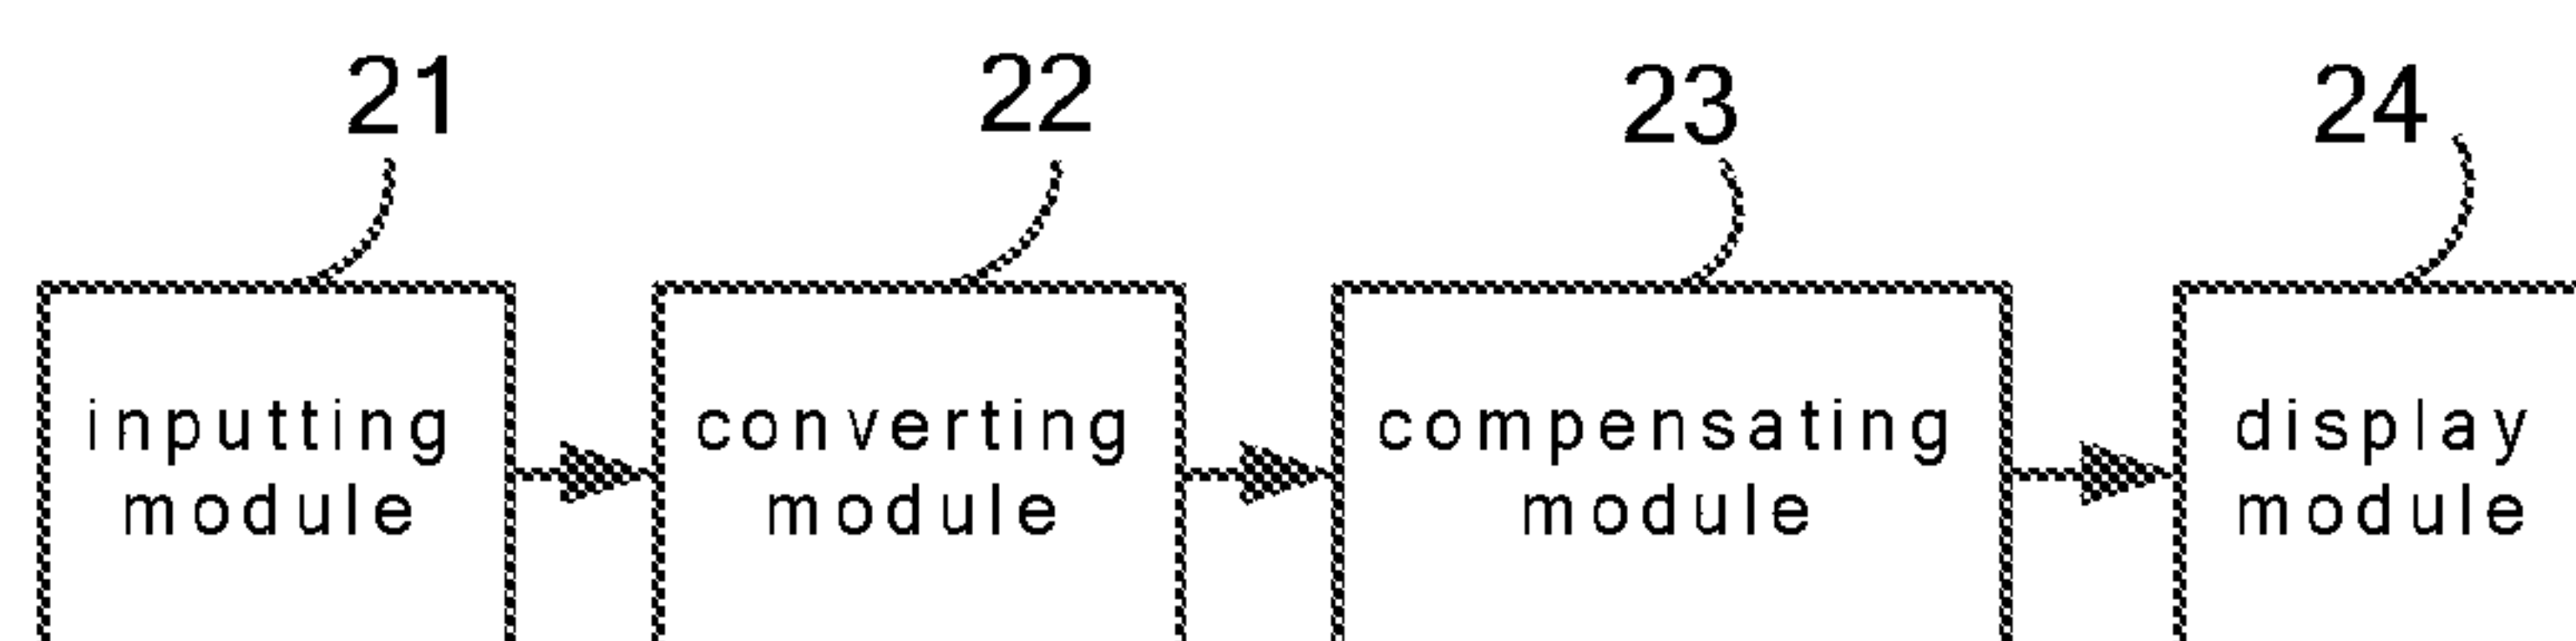 21 22 23 24
inputting converting compensating display
module module module module